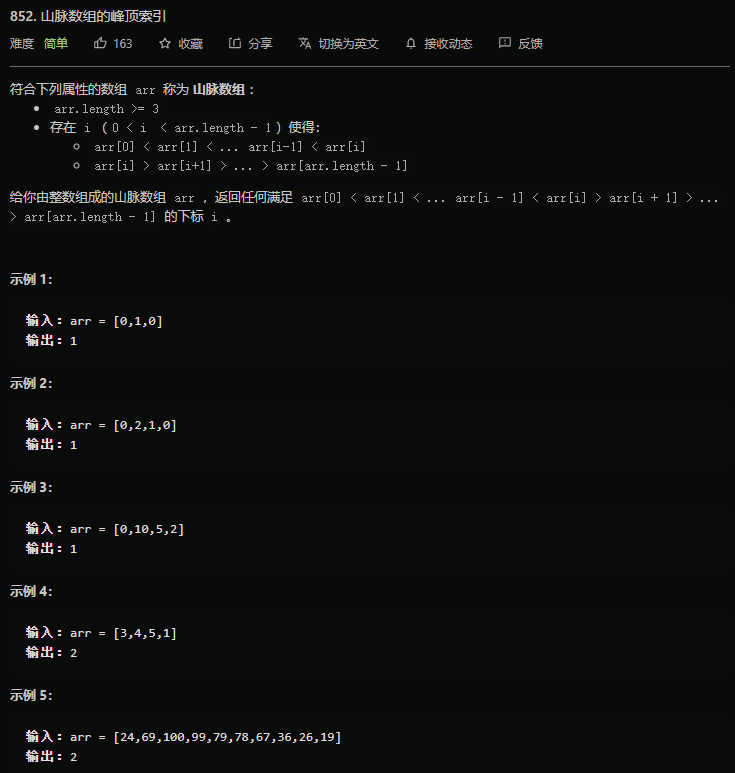 852. 山脉数组的峰顶索引
难度 简单 163 收藏 分享 切换为英文 接收动态 反馈
符合下列属性的数组 arr 称为 山脉数组 ：
• arr.length >= 3
• 存在 i （ 0 < i < arr.length - 1 ）使得：
○ arr[0] < arr[1] < ... arr[i-1] < arr[i]
○ arr[i] > arr[i+1] > ... > arr[arr.length - 1]
给你由整数组成的山脉数组 arr ，返回任何满足 arr[0] < arr[1] < ... arr[i - 1] < arr[i] > arr[i + 1] > ...
> arr[arr.length - 1] 的下标 i 。
示例 1：
输入：arr = [0,1,0]
输出：1
示例 2：
输入：arr = [0,2,1,0]
输出：1
示例 3：
输入：arr = [0,10,5,2]
输出：1
示例 4：
输入：arr = [3,4,5,1]
输出：2
示例 5：
输入：arr = [24,69,100,99,79,78,67,36,26,19]
输出：2